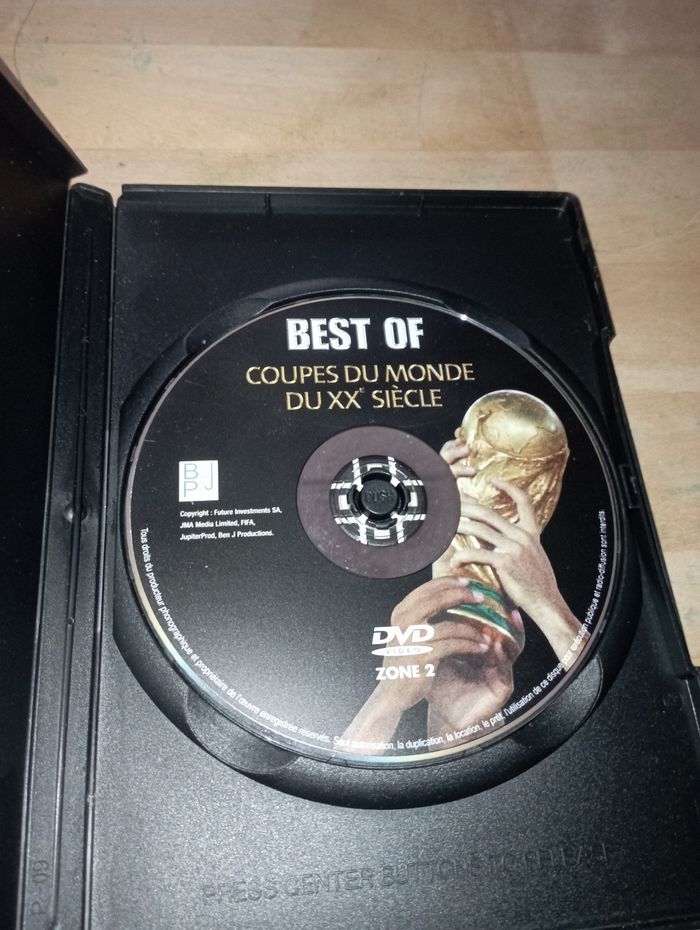 BEST OF
COUPES DU MONDE
DU XXE SIÈCLE
B J
P
Copyright : Future Investments SA,
JMA Media Limited, FIFA,
JupiterProd, Ben J Productions.
PUSH
DVD
VIDEO
ZONE 2
Tous droits du producteur phonographique et propriétaire de l'œuvre enregistrée réservés. Sauf autorisation, la duplication, la location, le prêt, l'utilisation de ce disque pour exécution publique et radio-diffusion sont interdits.
PRESS CENTER BUTTONS TO RELEASE
P - 09